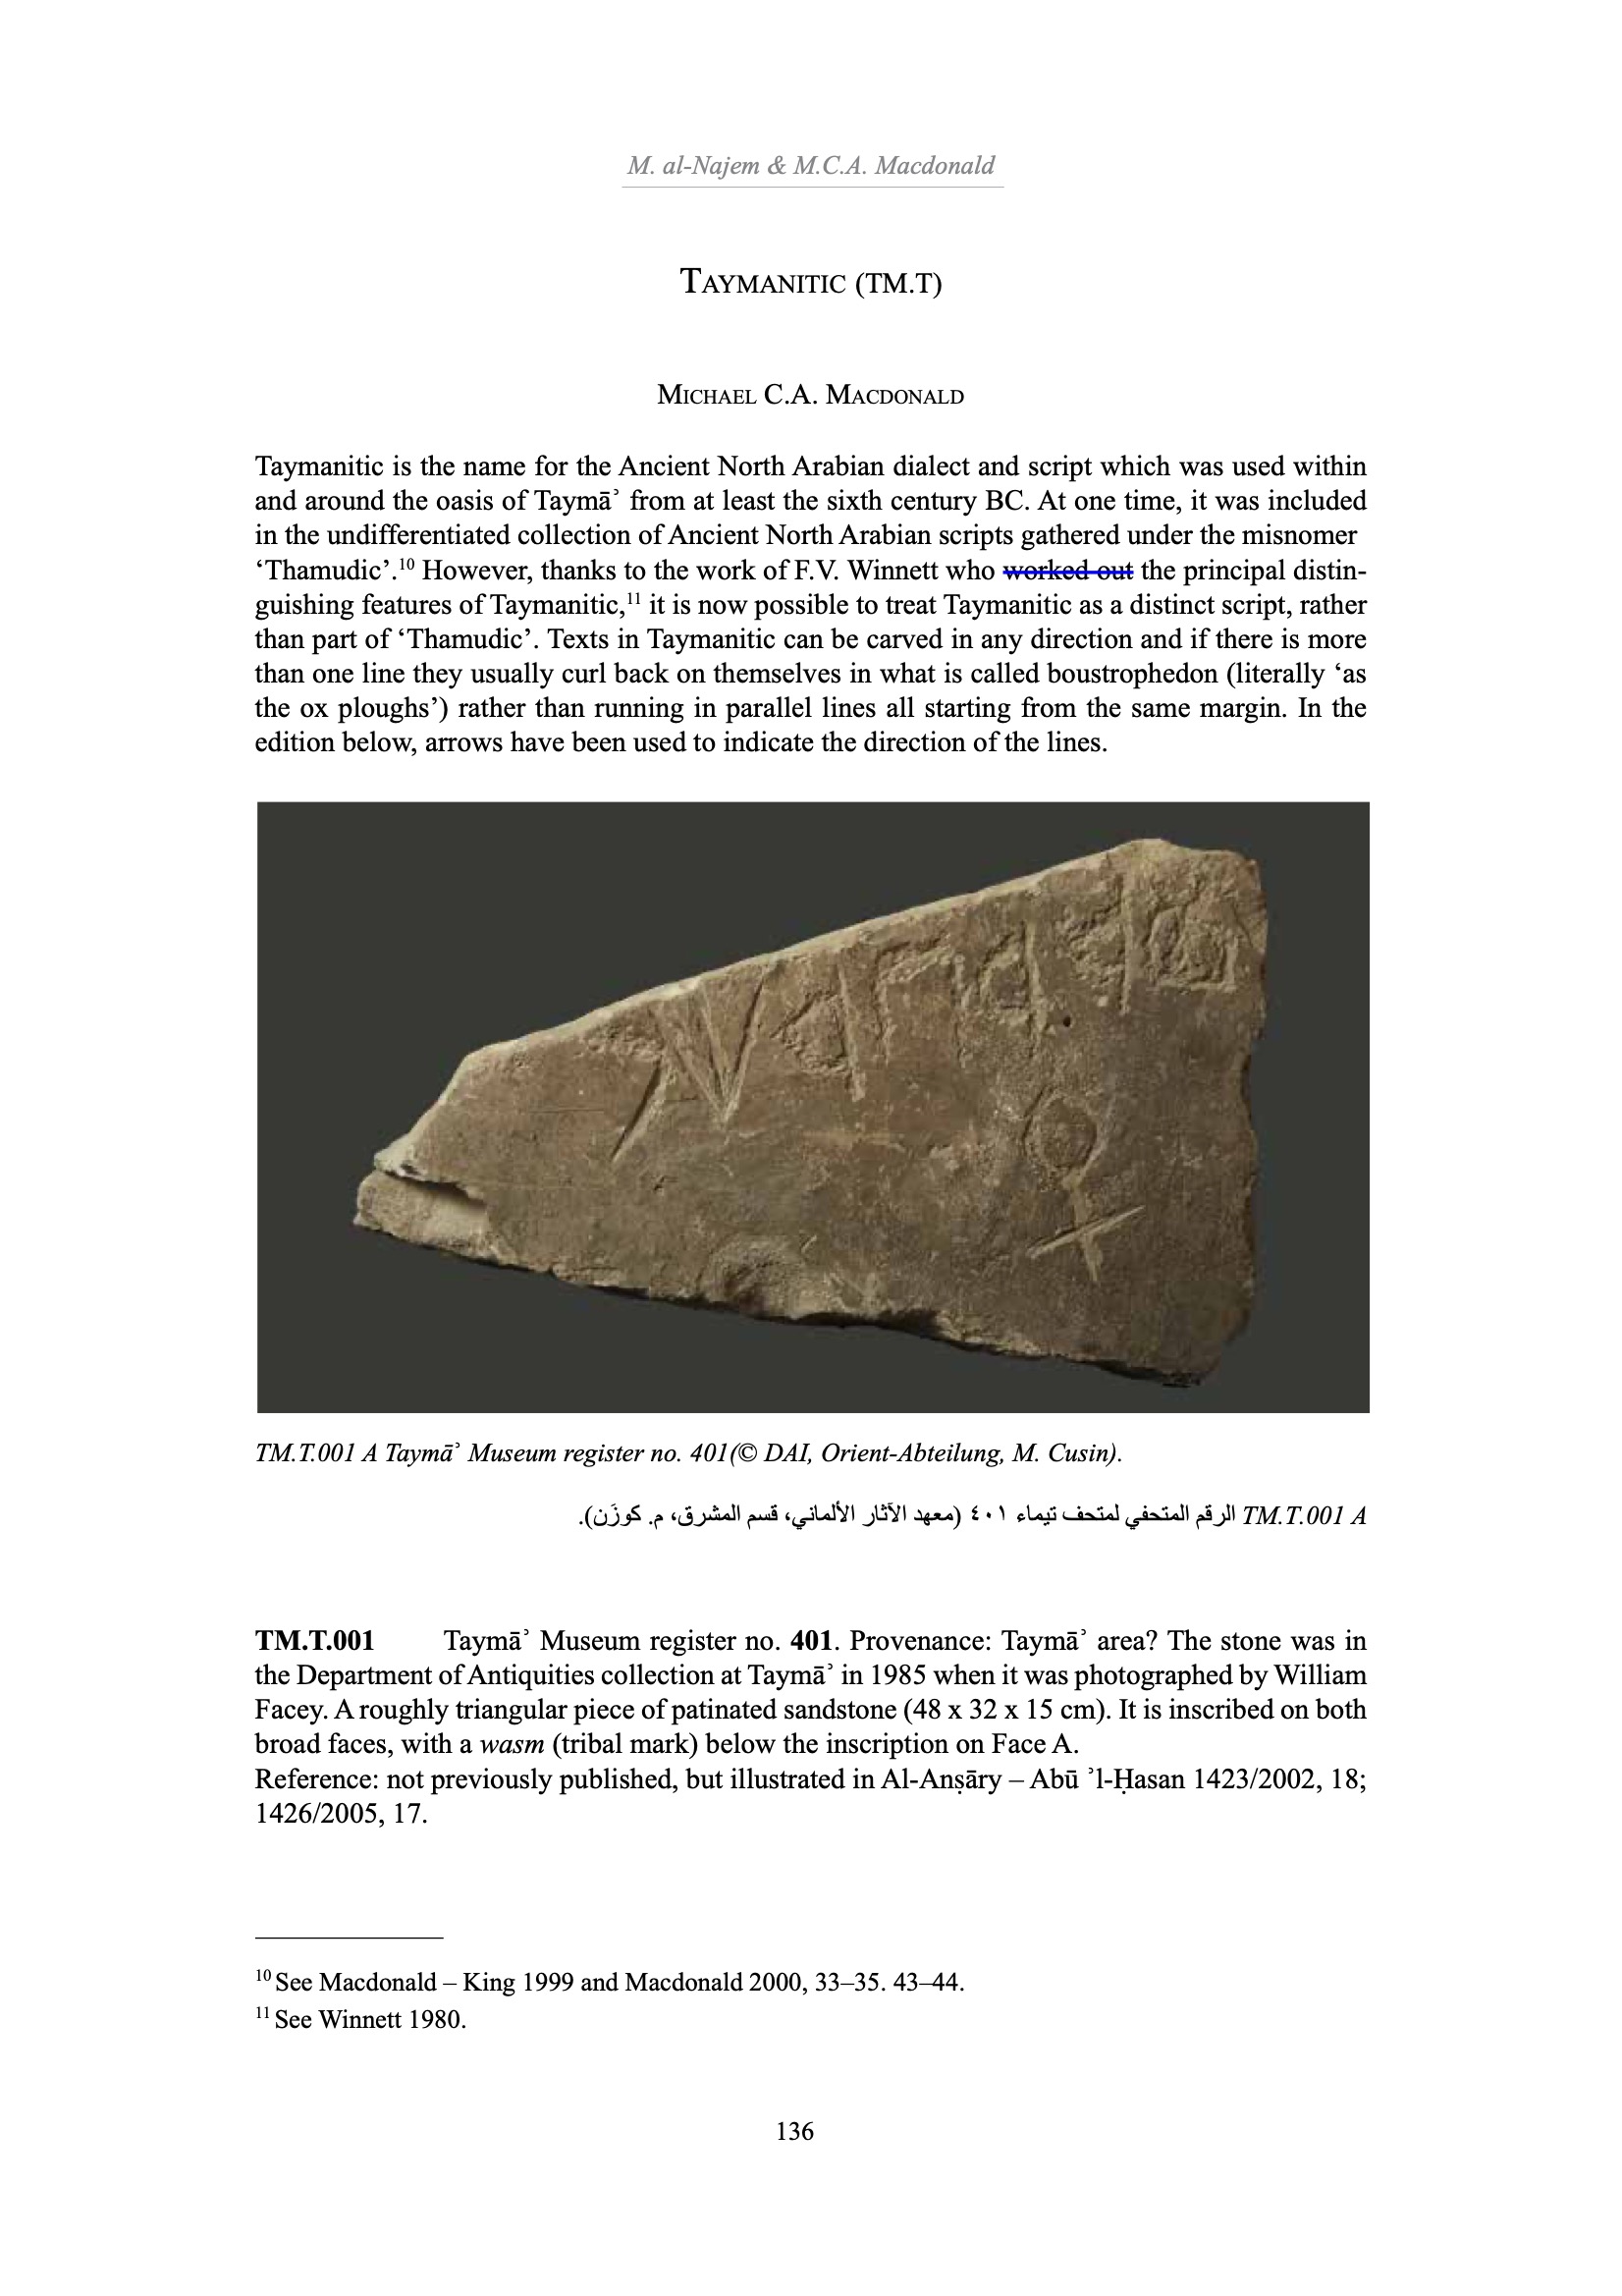 M. al-Najem & M.C.A. Macdonald
TAYMANITIC (TM.T)
MICHAEL C.A. MACDONALD
Taymanitic is the name for the Ancient North Arabian dialect and script which was used within
and around the oasis of Taymāʾ from at least the sixth century BC. At one time, it was included
in the undifferentiated collection of Ancient North Arabian scripts gathered under the misnomer
‘Thamudic’.¹⁰ However, thanks to the work of F.V. Winnett who worked out the principal distin-
guishing features of Taymanitic,¹¹ it is now possible to treat Taymanitic as a distinct script, rather
than part of ‘Thamudic’. Texts in Taymanitic can be carved in any direction and if there is more
than one line they usually curl back on themselves in what is called boustrophedon (literally ‘as
the ox ploughs’) rather than running in parallel lines all starting from the same margin. In the
edition below, arrows have been used to indicate the direction of the lines.
TM.T.001 A Taymāʾ Museum register no. 401(© DAI, Orient-Abteilung, M. Cusin).
TM.T.001 A الرقم المتحفي لمتحف تيماء ٤٠١ (معهد الآثار الألماني، قسم المشرق، م. كوزَن).
TM.T.001 Taymāʾ Museum register no. 401. Provenance: Taymāʾ area? The stone was in
the Department of Antiquities collection at Taymāʾ in 1985 when it was photographed by William
Facey. A roughly triangular piece of patinated sandstone (48 x 32 x 15 cm). It is inscribed on both
broad faces, with a wasm (tribal mark) below the inscription on Face A.
Reference: not previously published, but illustrated in Al-Anṣāry – Abū ʾl-Ḥasan 1423/2002, 18;
1426/2005, 17.
¹⁰ See Macdonald – King 1999 and Macdonald 2000, 33–35. 43–44.
¹¹ See Winnett 1980.
136